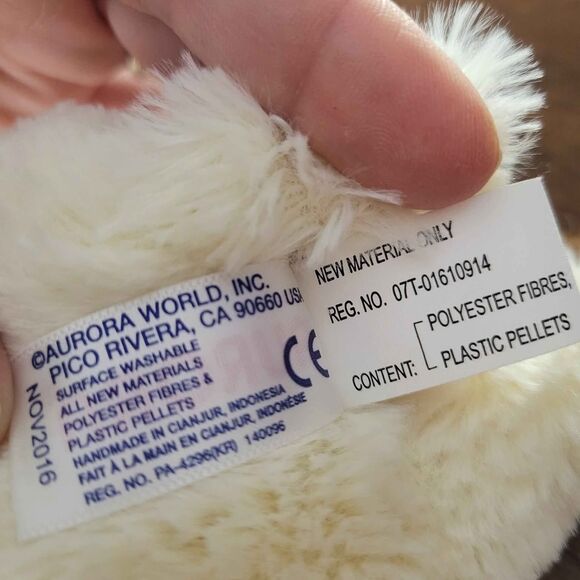 ©AURORA WORLD, INC.
PICO RIVERA, CA 90660 USA
SURFACE WASHABLE
ALL NEW MATERIALS
POLYESTER FIBRES &
PLASTIC PELLETS
HANDMADE IN CIANJUR, INDONESIA
FAIT À LA MAIN EN CIANJUR, INDONÉSIE
REG. NO. PA-4296(KR) 140096
NOV2016
CE
NEW MATERIAL ONLY
REG. NO. 07T-01610914
CONTENT: POLYESTER FIBRES,
PLASTIC PELLETS